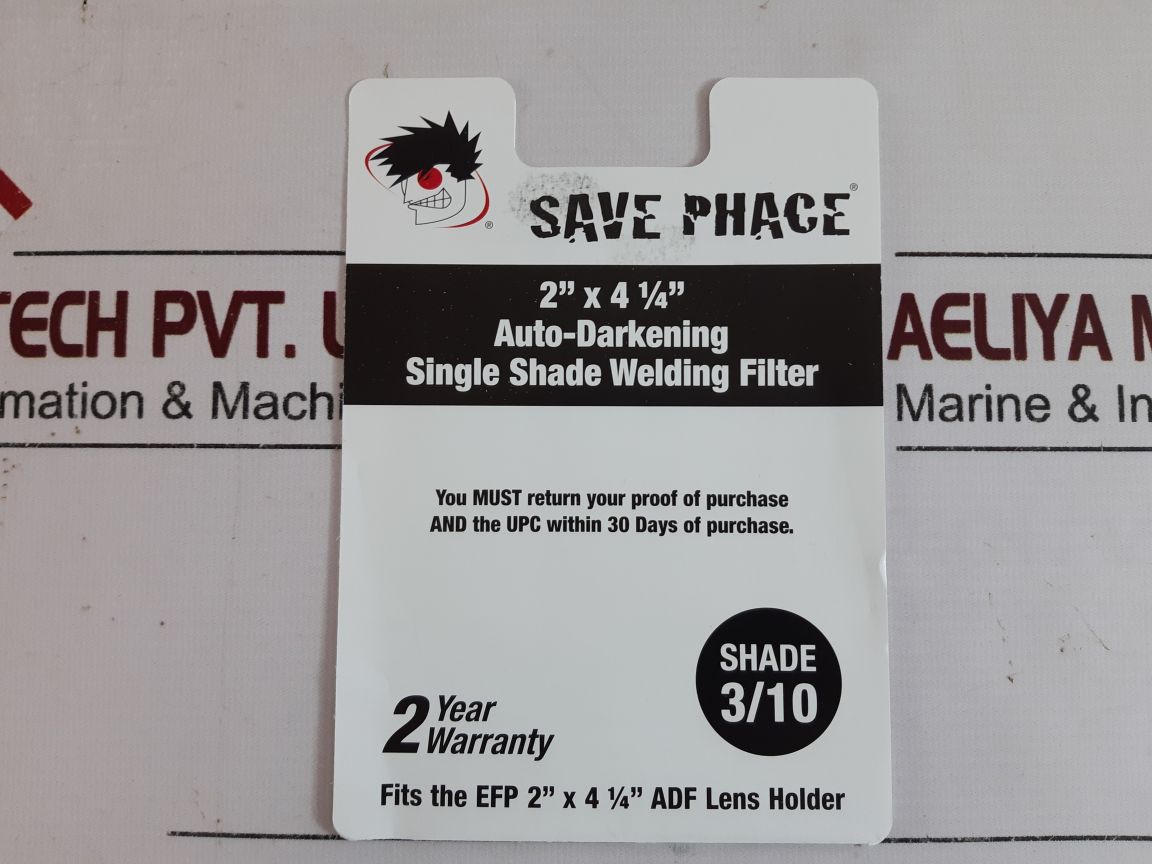 SAVE PHACE®
®
2” x 4 ¼”
Auto-Darkening
Single Shade Welding Filter
TECH PVT. 
AELIYA M
mation & Machi
Marine & In
You MUST return your proof of purchase
AND the UPC within 30 Days of purchase.
SHADE
3/10
2 Year
Warranty
Fits the EFP 2” x 4 ¼” ADF Lens Holder